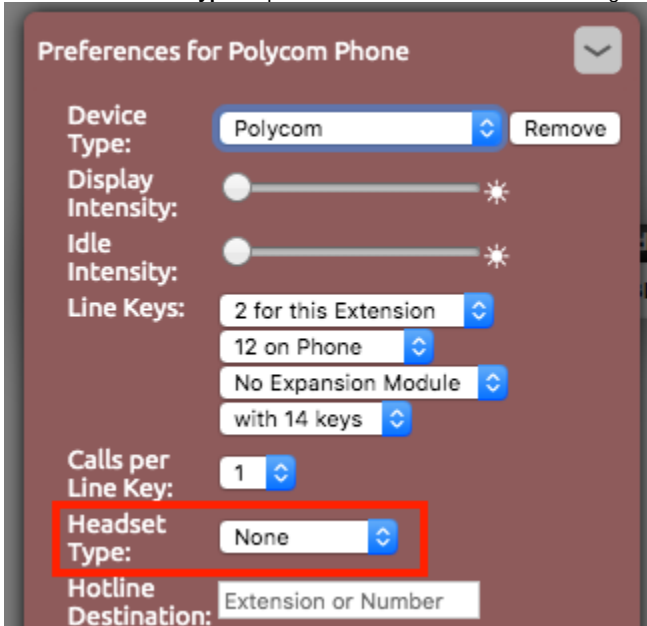 Preferences for Polycom Phone
Device
Type:
Polycom
Remove
Display
Intensity:
Idle
Intensity:
Line Keys:
2 for this Extension
12 on Phone
No Expansion Module
with 14 keys
Calls per
Line Key:
1
Headset
Type:
None
Hotline
Destination:
Extension or Number